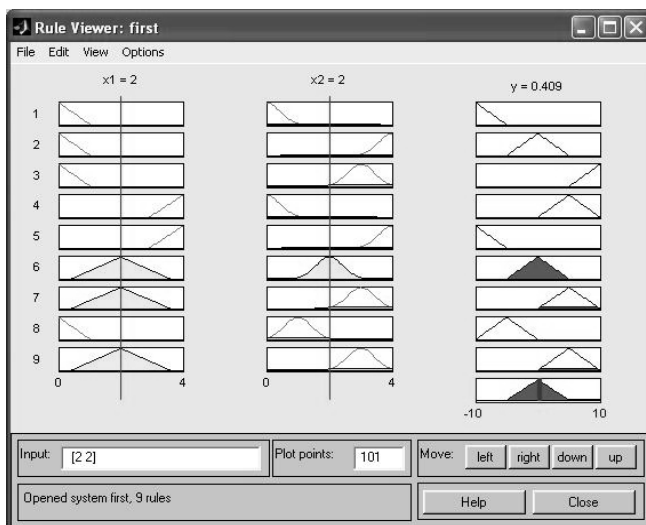 Rule Viewer: first
File Edit View Options
x1 = 2
x2 = 2
y = 0.409
1
2
3
4
5
6
7
8
9
0 4
0 4
-10 10
Input: [2 2]
Plot points: 101
Move: left right down up
Opened system first, 9 rules
Help Close